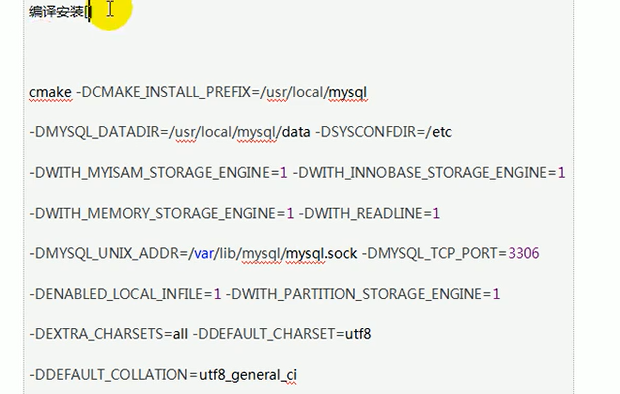 编译安装
cmake -DCMAKE_INSTALL_PREFIX=/usr/local/mysql
-DMYSQL_DATADIR=/usr/local/mysql/data -DSYSCONFDIR=/etc
-DWITH_MYISAM_STORAGE_ENGINE=1 -DWITH_INNOBASE_STORAGE_ENGINE=1
-DWITH_MEMORY_STORAGE_ENGINE=1 -DWITH_READLINE=1
-DMYSQL_UNIX_ADDR=/var/lib/mysql/mysql.sock -DMYSQL_TCP_PORT=3306
-DENABLED_LOCAL_INFILE=1 -DWITH_PARTITION_STORAGE_ENGINE=1
-DEXTRA_CHARSETS=all -DDEFAULT_CHARSET=utf8
-DDEFAULT_COLLATION=utf8_general_ci